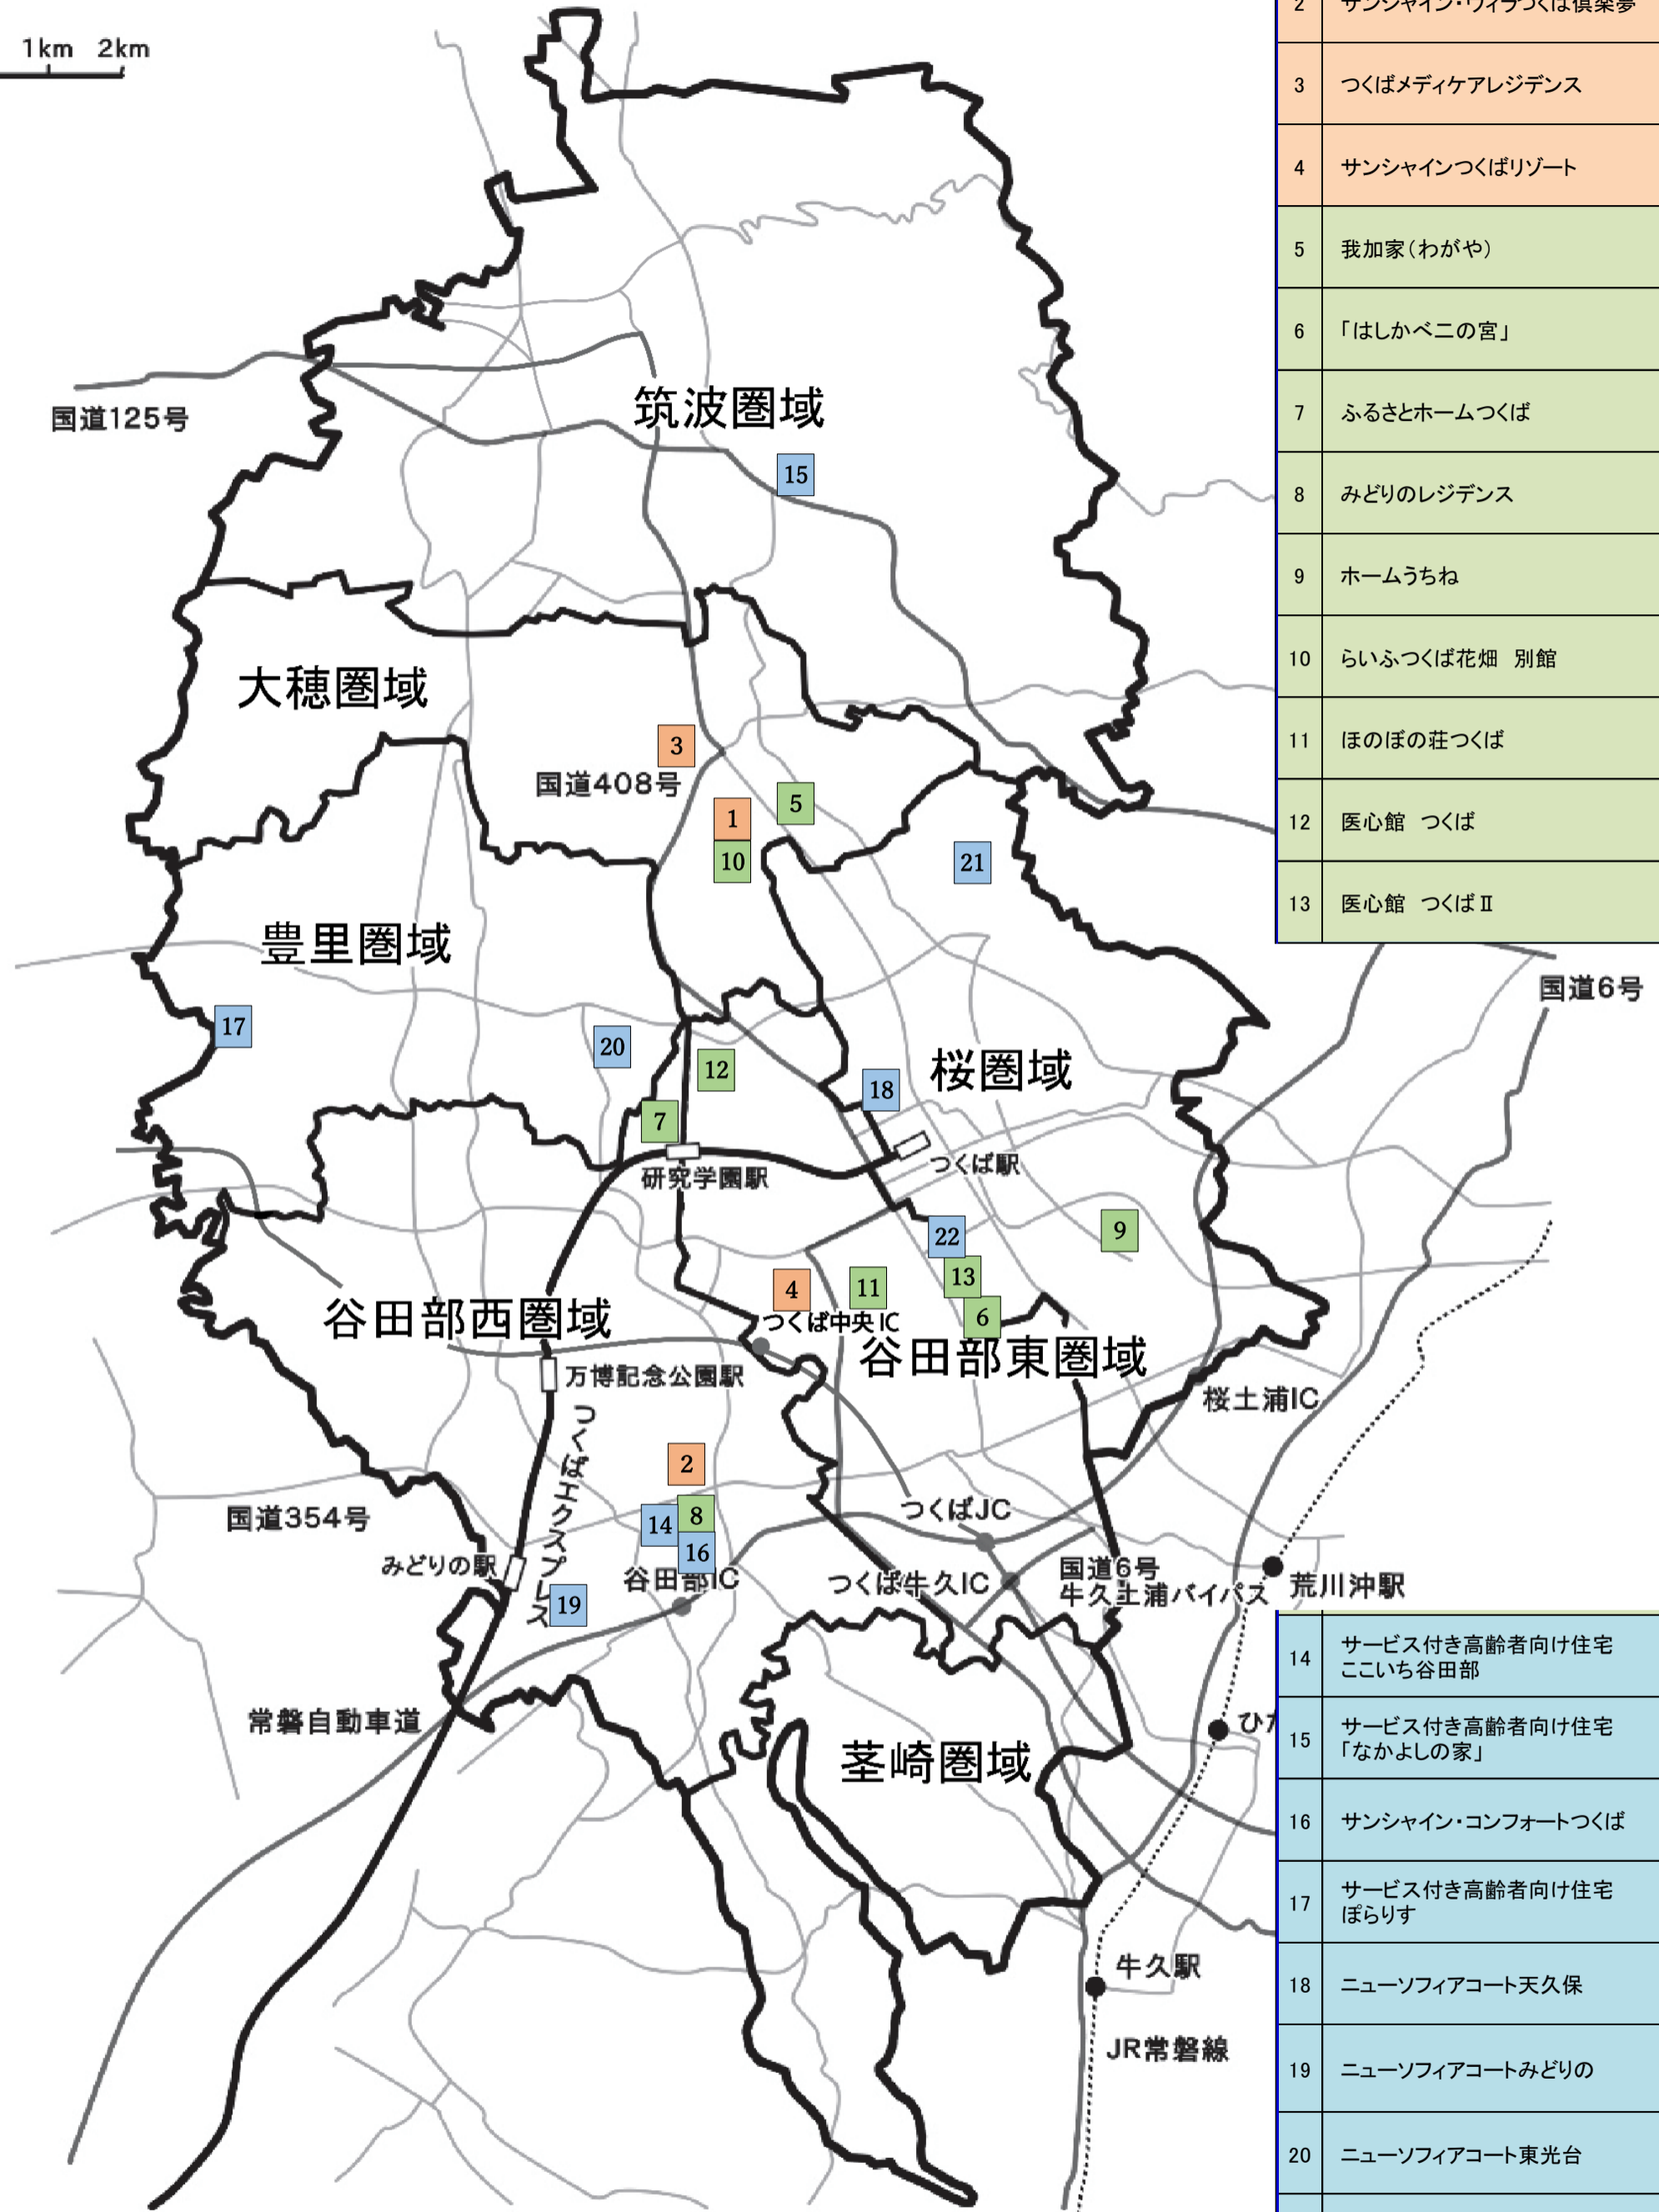 1km 2km
国道125号
筑波圏域
15
大穂圏域
3
国道408号
1
5
10
21
豊里圏域
17
20
12
桜圏域
18
7
つくば駅
研究学園駅
22
9
13
4
11
6
つくば中央IC
谷田部西圏域
谷田部東圏域
万博記念公園駅
桜土浦IC
つくばエクスプレス
2
国道354号
8
14
つくばJC
16
みどりの駅
谷田部IC
つくば牛久IC
国道6号
牛久土浦バイパス
荒川沖駅
19
常磐自動車道
茎崎圏域
牛久駅
JR常磐線
国道6号
2 サンシャイン・ヴィラつくば倶楽夢
3 つくばメディケアレジデンス
4 サンシャインつくばリゾート
5 我加家(わがや)
6 「はしかべ二の宮」
7 ふるさとホームつくば
8 みどりのレジデンス
9 ホームうちね
10 らいふつくば花畑 別館
11 ほのぼの荘つくば
12 医心館 つくば
13 医心館 つくばⅡ
14 サービス付き高齢者向け住宅
ここいち谷田部
15 サービス付き高齢者向け住宅
「なかよしの家」
16 サンシャイン・コンフォートつくば
17 サービス付き高齢者向け住宅
ぽらりす
18 ニューソフィアコート天久保
19 ニューソフィアコートみどりの
20 ニューソフィアコート東光台